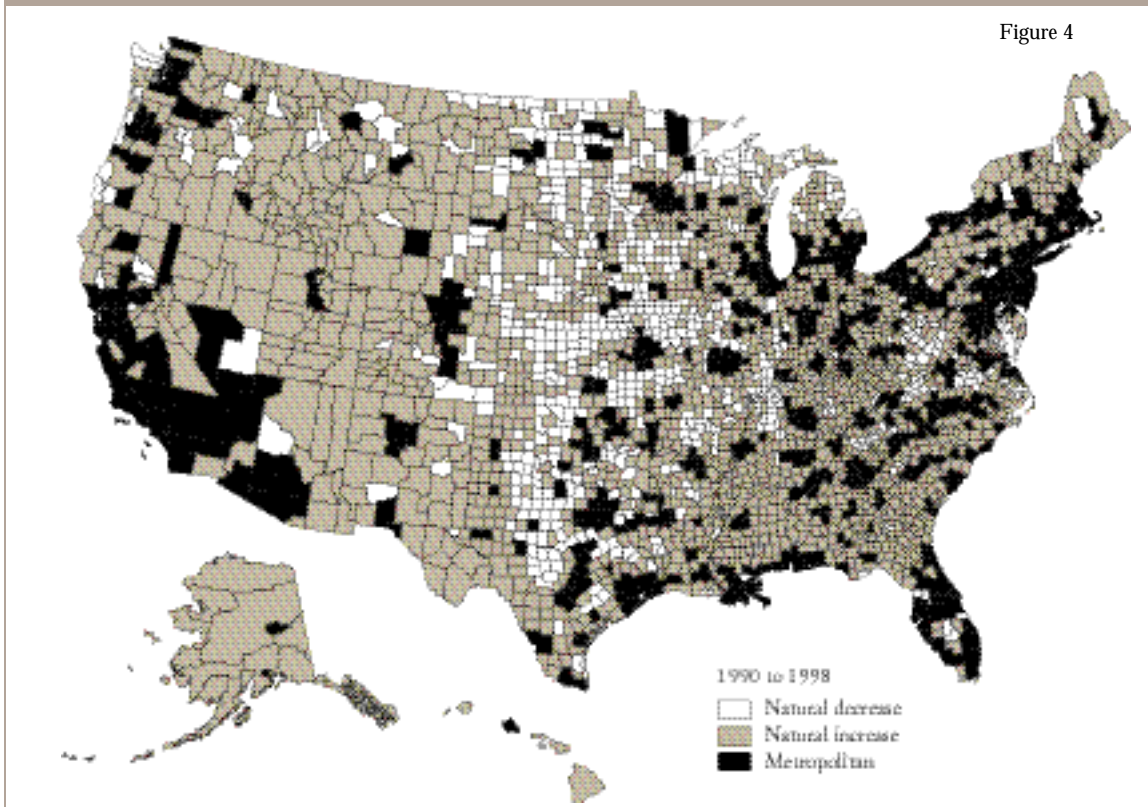 Figure 4
1990 to 1998
Natural decrease
Natural increase
Metropolitan